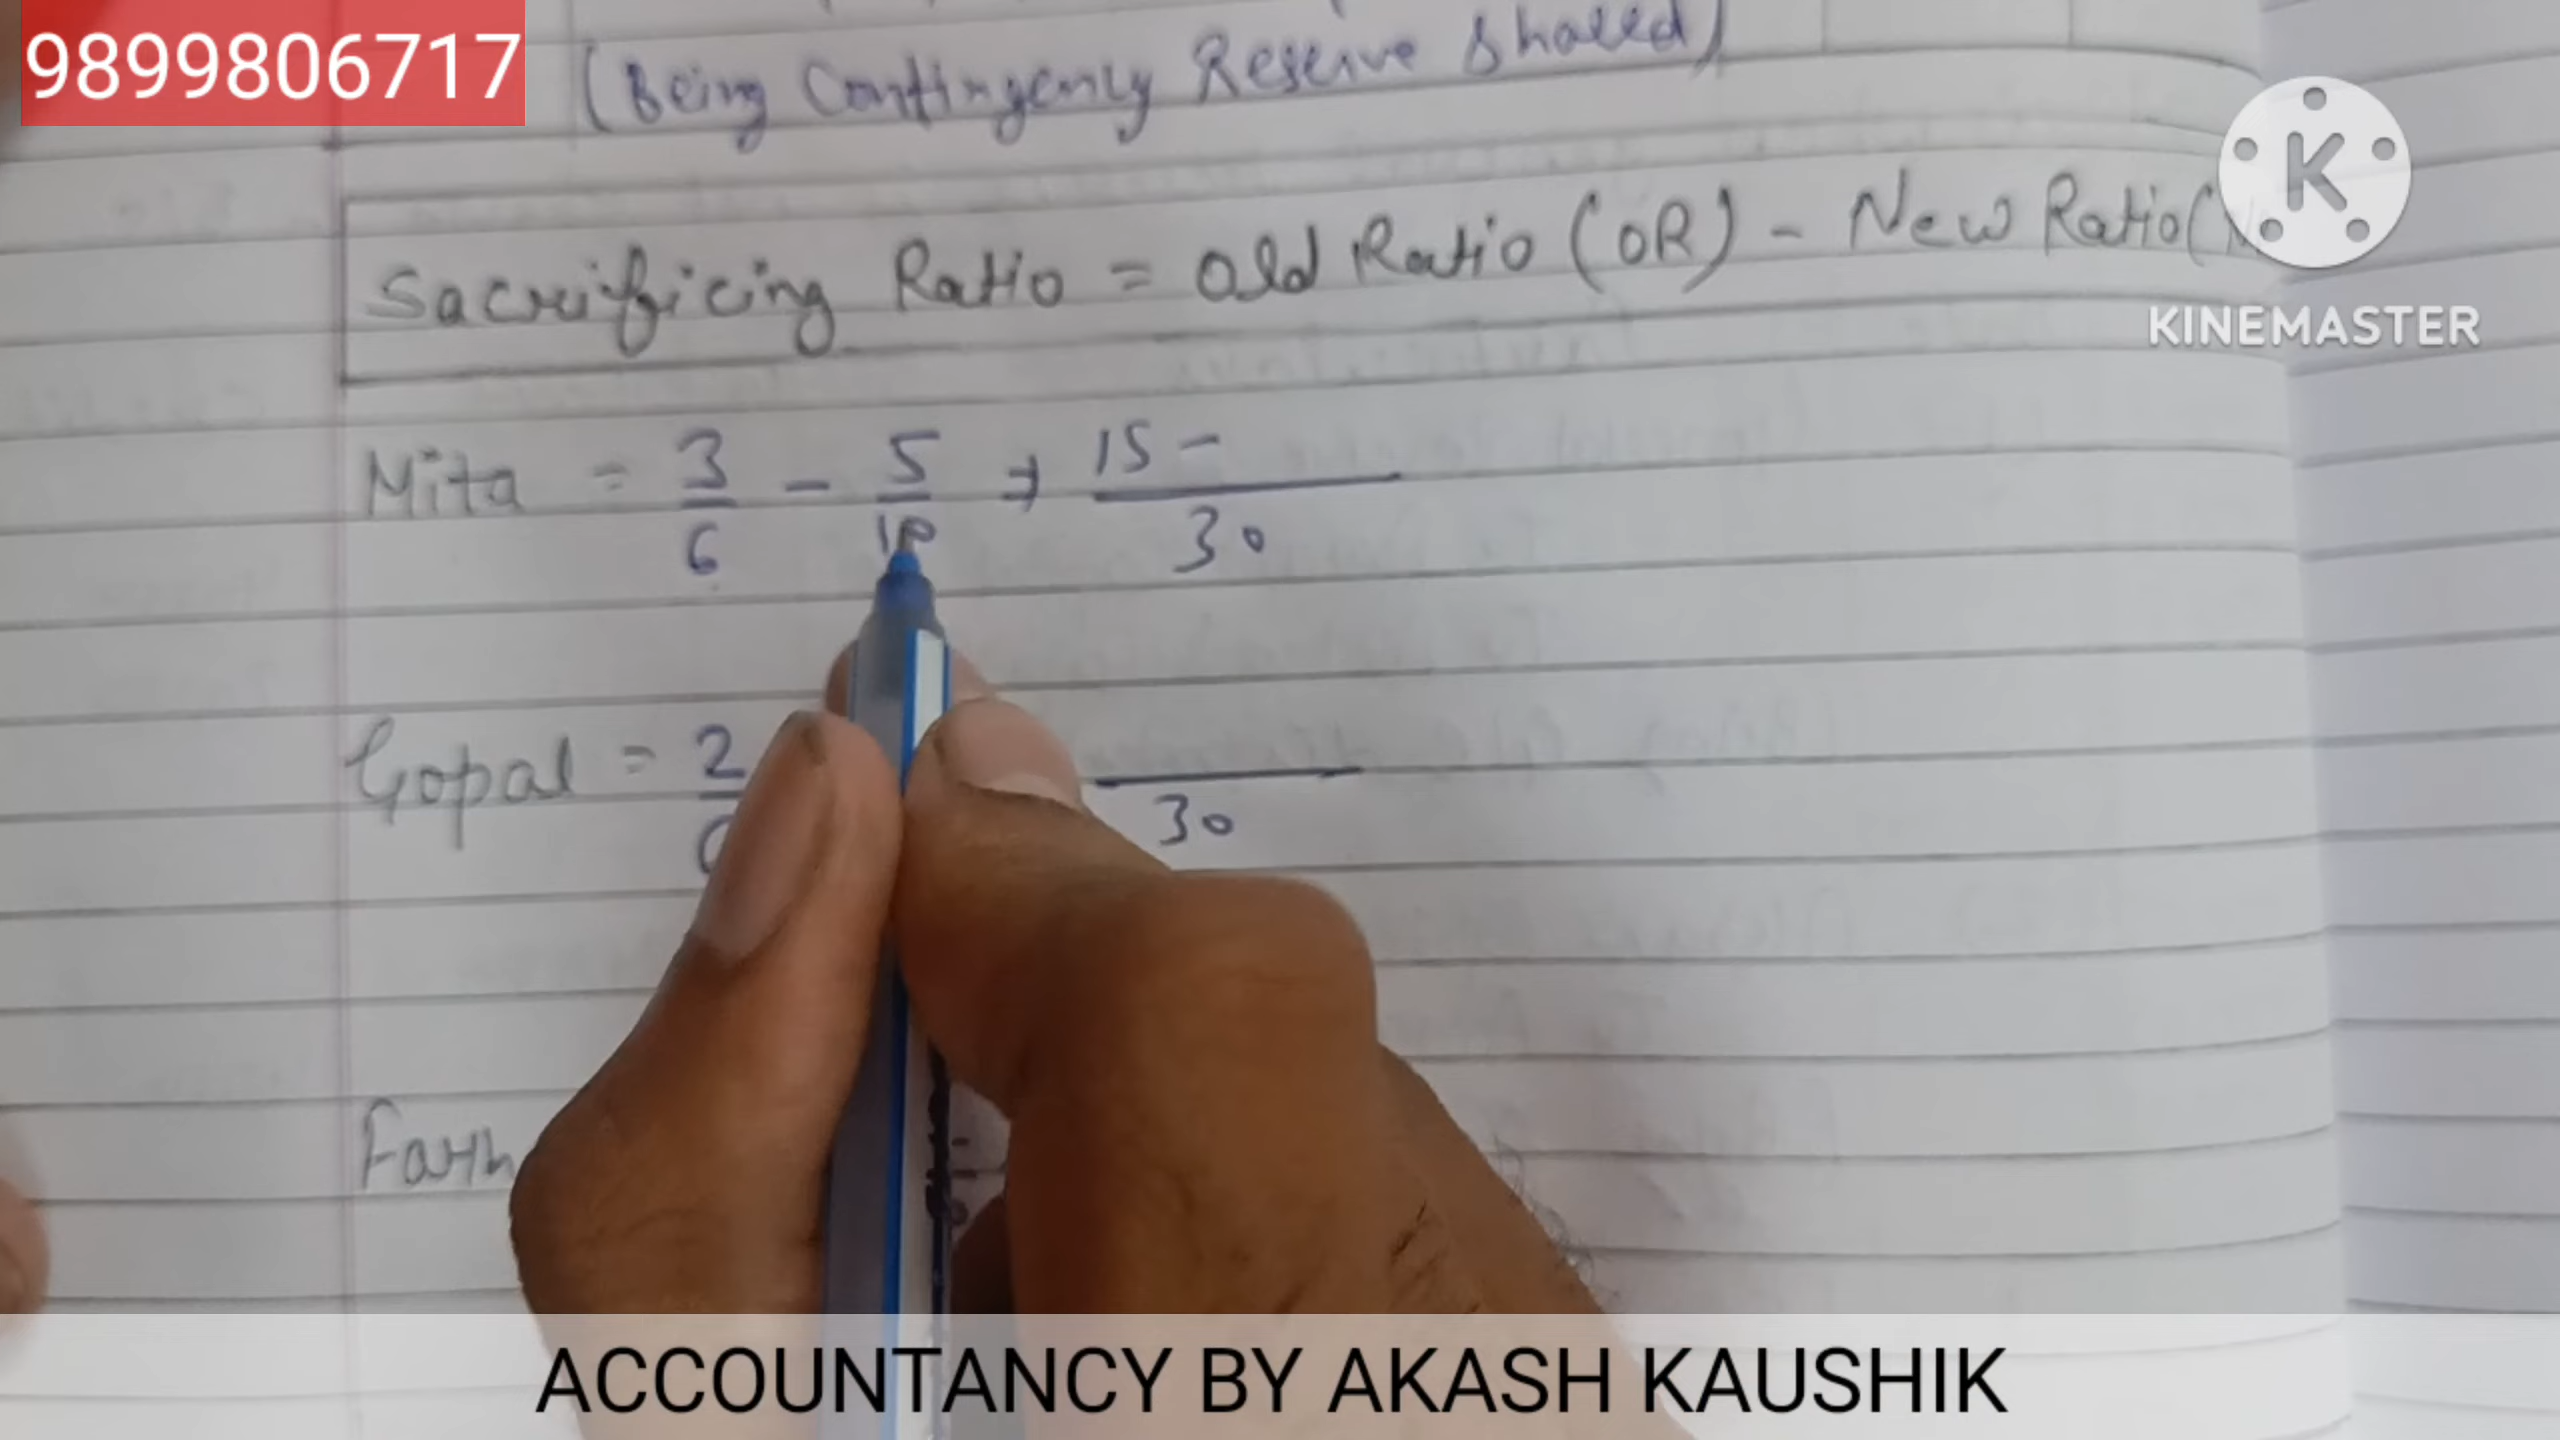 9899806717
(Being Contingency Reserve Shared)
Sacrificing Ratio = Old Ratio (OR) - New Ratio (
K
KINEMASTER
Mita = 3/6 - 5/10 → 15 - /30
Gopal = 2/ /30
Farh
ACCOUNTANCY BY AKASH KAUSHIK